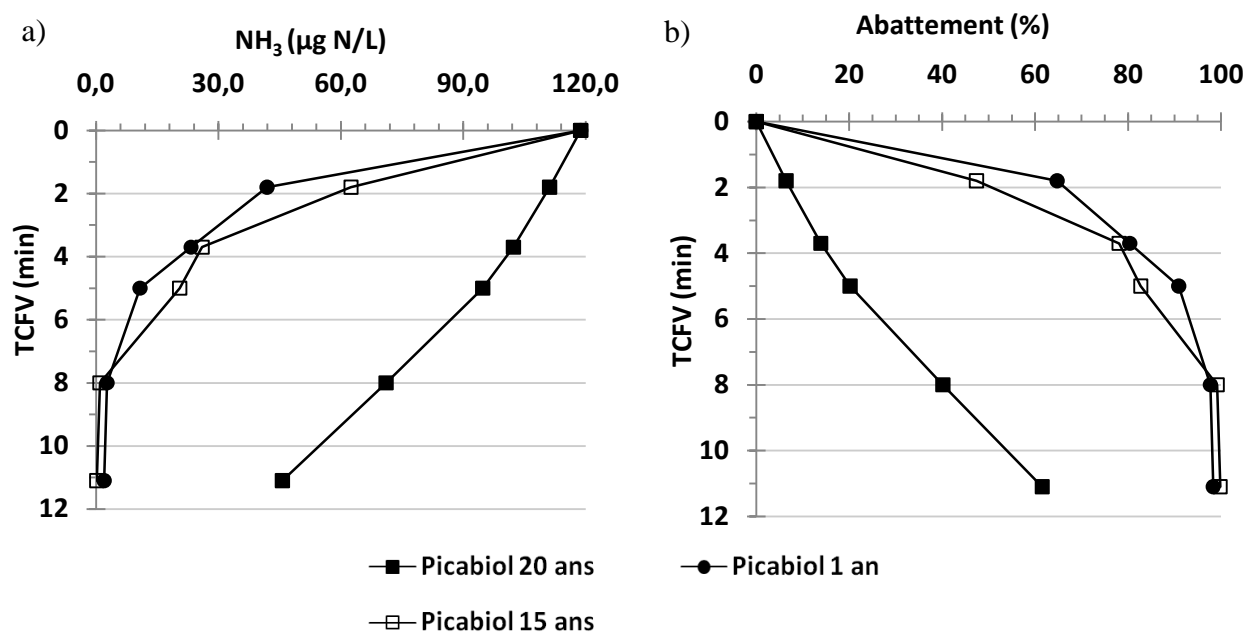 a)
NH₃ (µg N/L)
0,0 30,0 60,0 90,0 120,0
0
2
4
6
8
10
12
TCFV (min)
b)
Abattement (%)
0 20 40 60 80 100
0
2
4
6
8
10
12
TCFV (min)
Picabiol 20 ans
Picabiol 1 an
Picabiol 15 ans